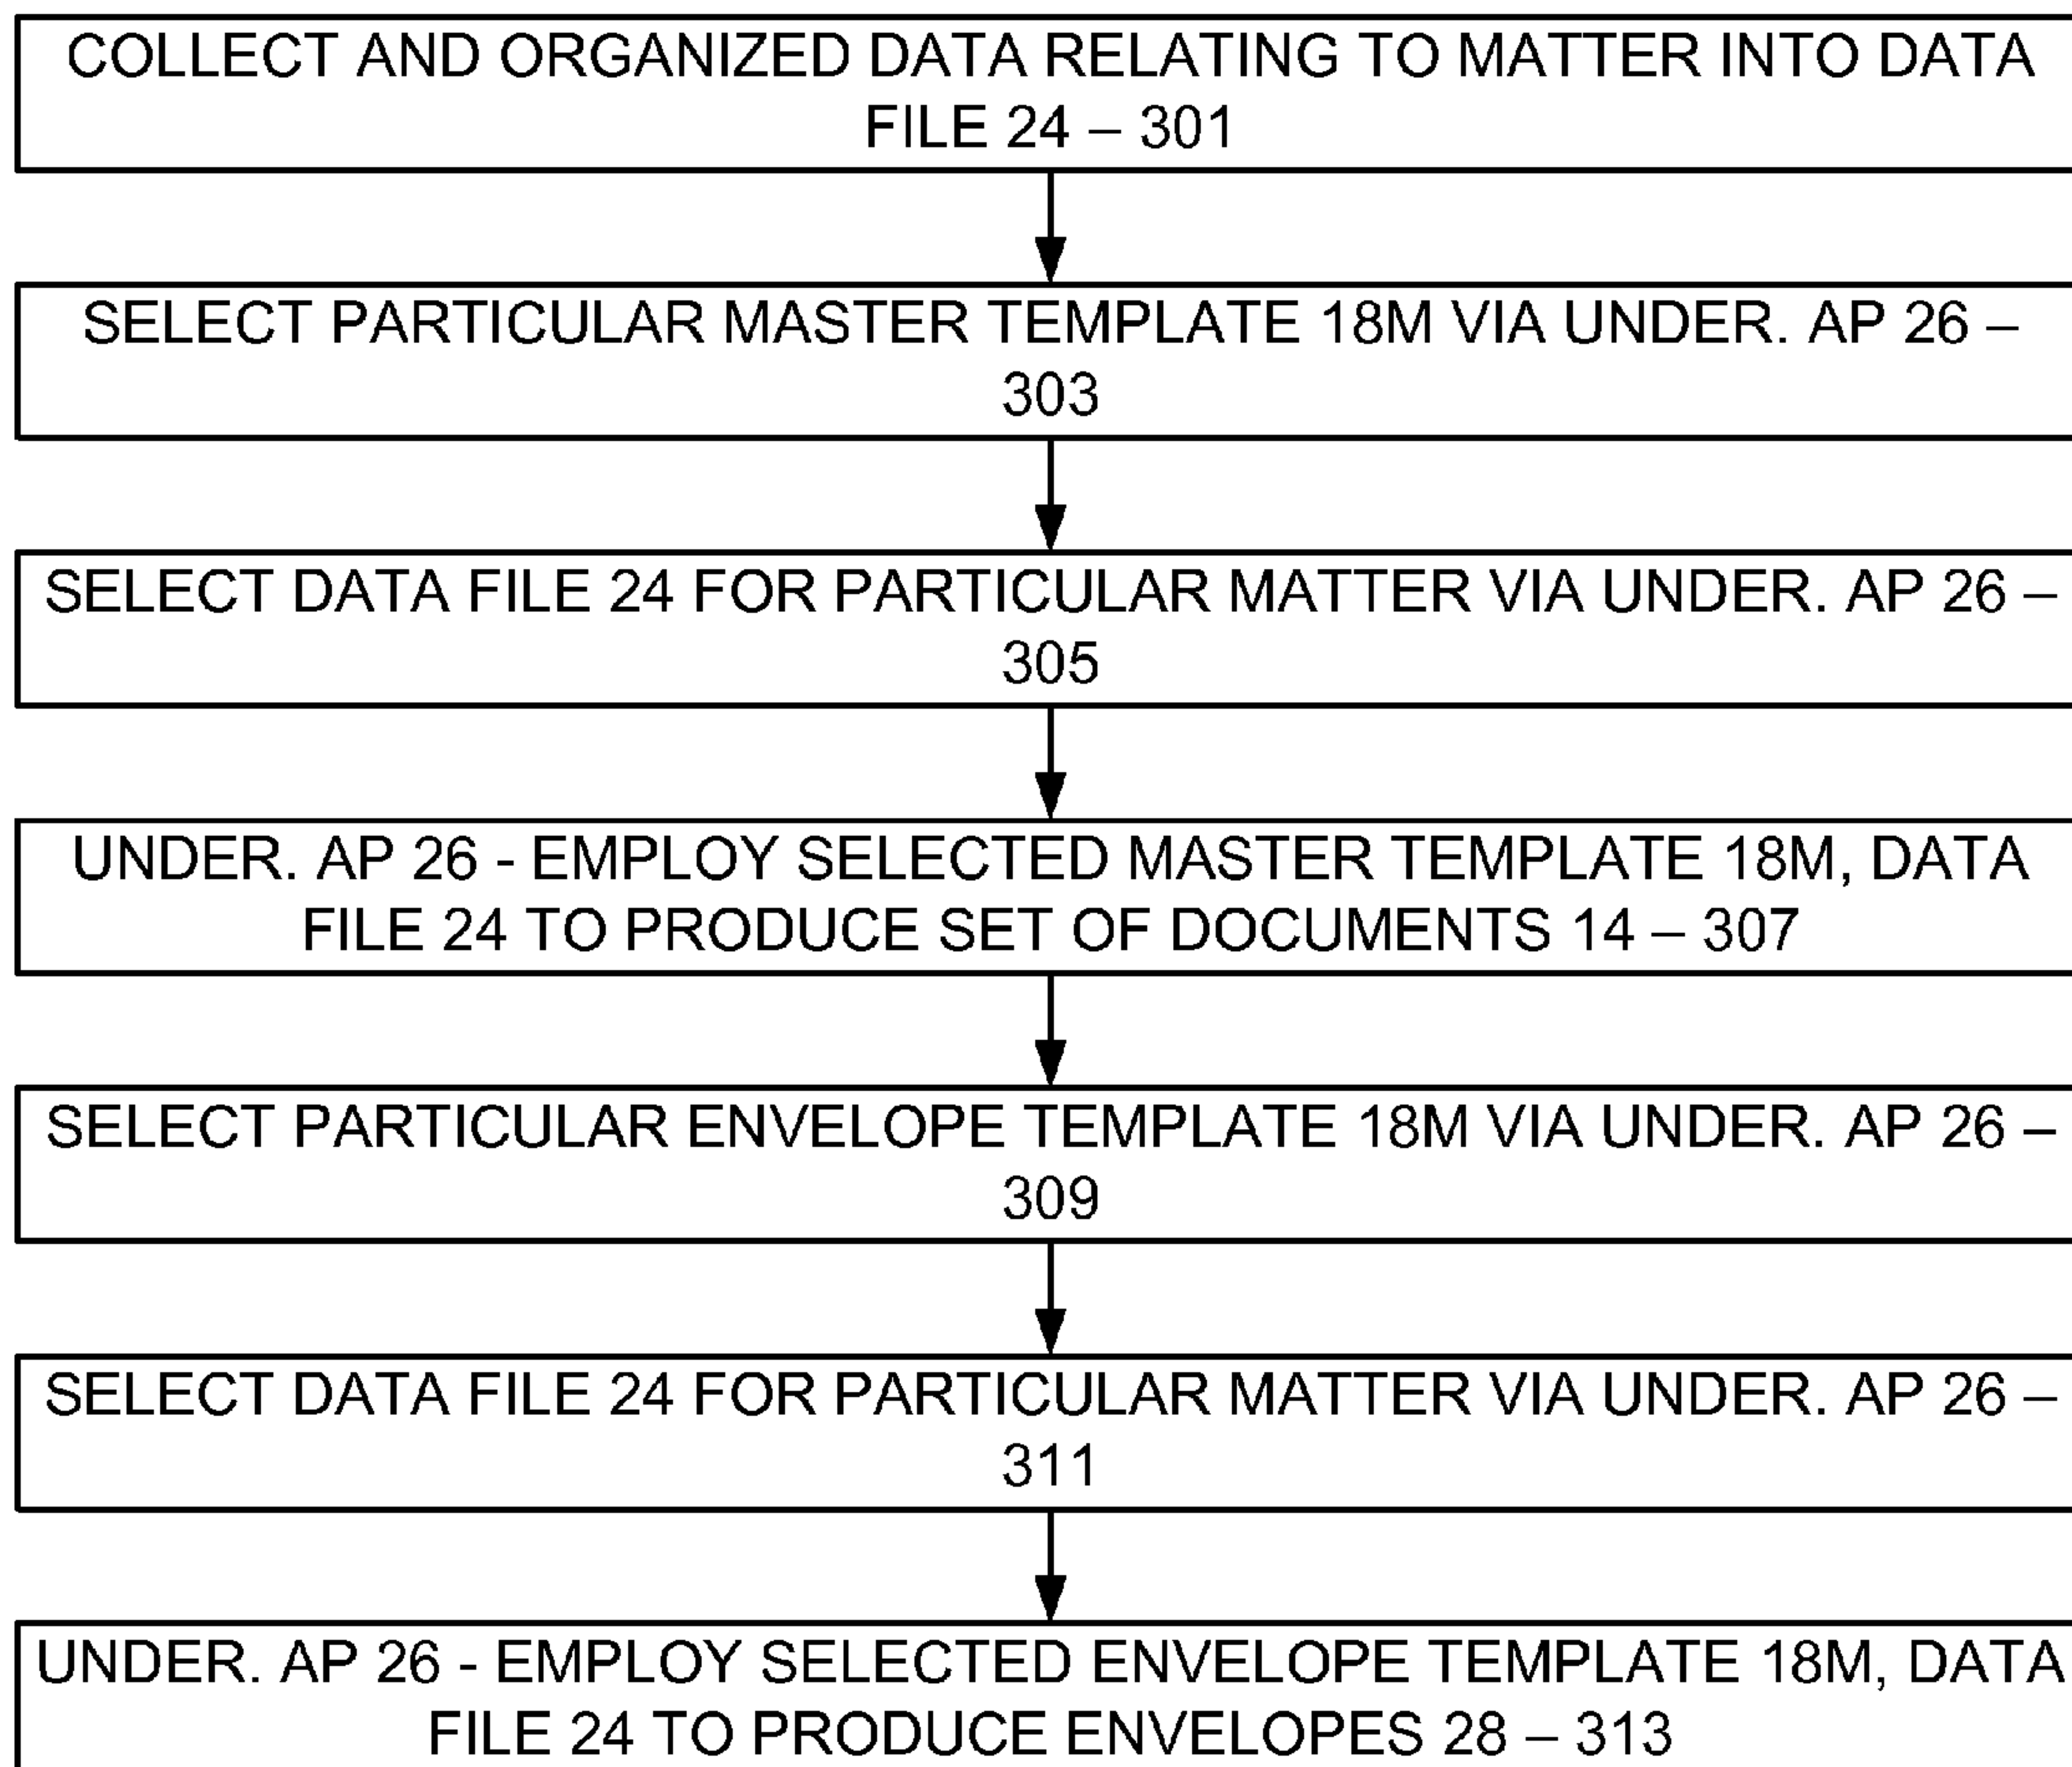 COLLECT AND ORGANIZED DATA RELATING TO MATTER INTO DATA
FILE 24 – 301
SELECT PARTICULAR MASTER TEMPLATE 18M VIA UNDER. AP 26 –
303
SELECT DATA FILE 24 FOR PARTICULAR MATTER VIA UNDER. AP 26 –
305
UNDER. AP 26 - EMPLOY SELECTED MASTER TEMPLATE 18M, DATA
FILE 24 TO PRODUCE SET OF DOCUMENTS 14 – 307
SELECT PARTICULAR ENVELOPE TEMPLATE 18M VIA UNDER. AP 26 –
309
SELECT DATA FILE 24 FOR PARTICULAR MATTER VIA UNDER. AP 26 –
311
UNDER. AP 26 - EMPLOY SELECTED ENVELOPE TEMPLATE 18M, DATA
FILE 24 TO PRODUCE ENVELOPES 28 – 313